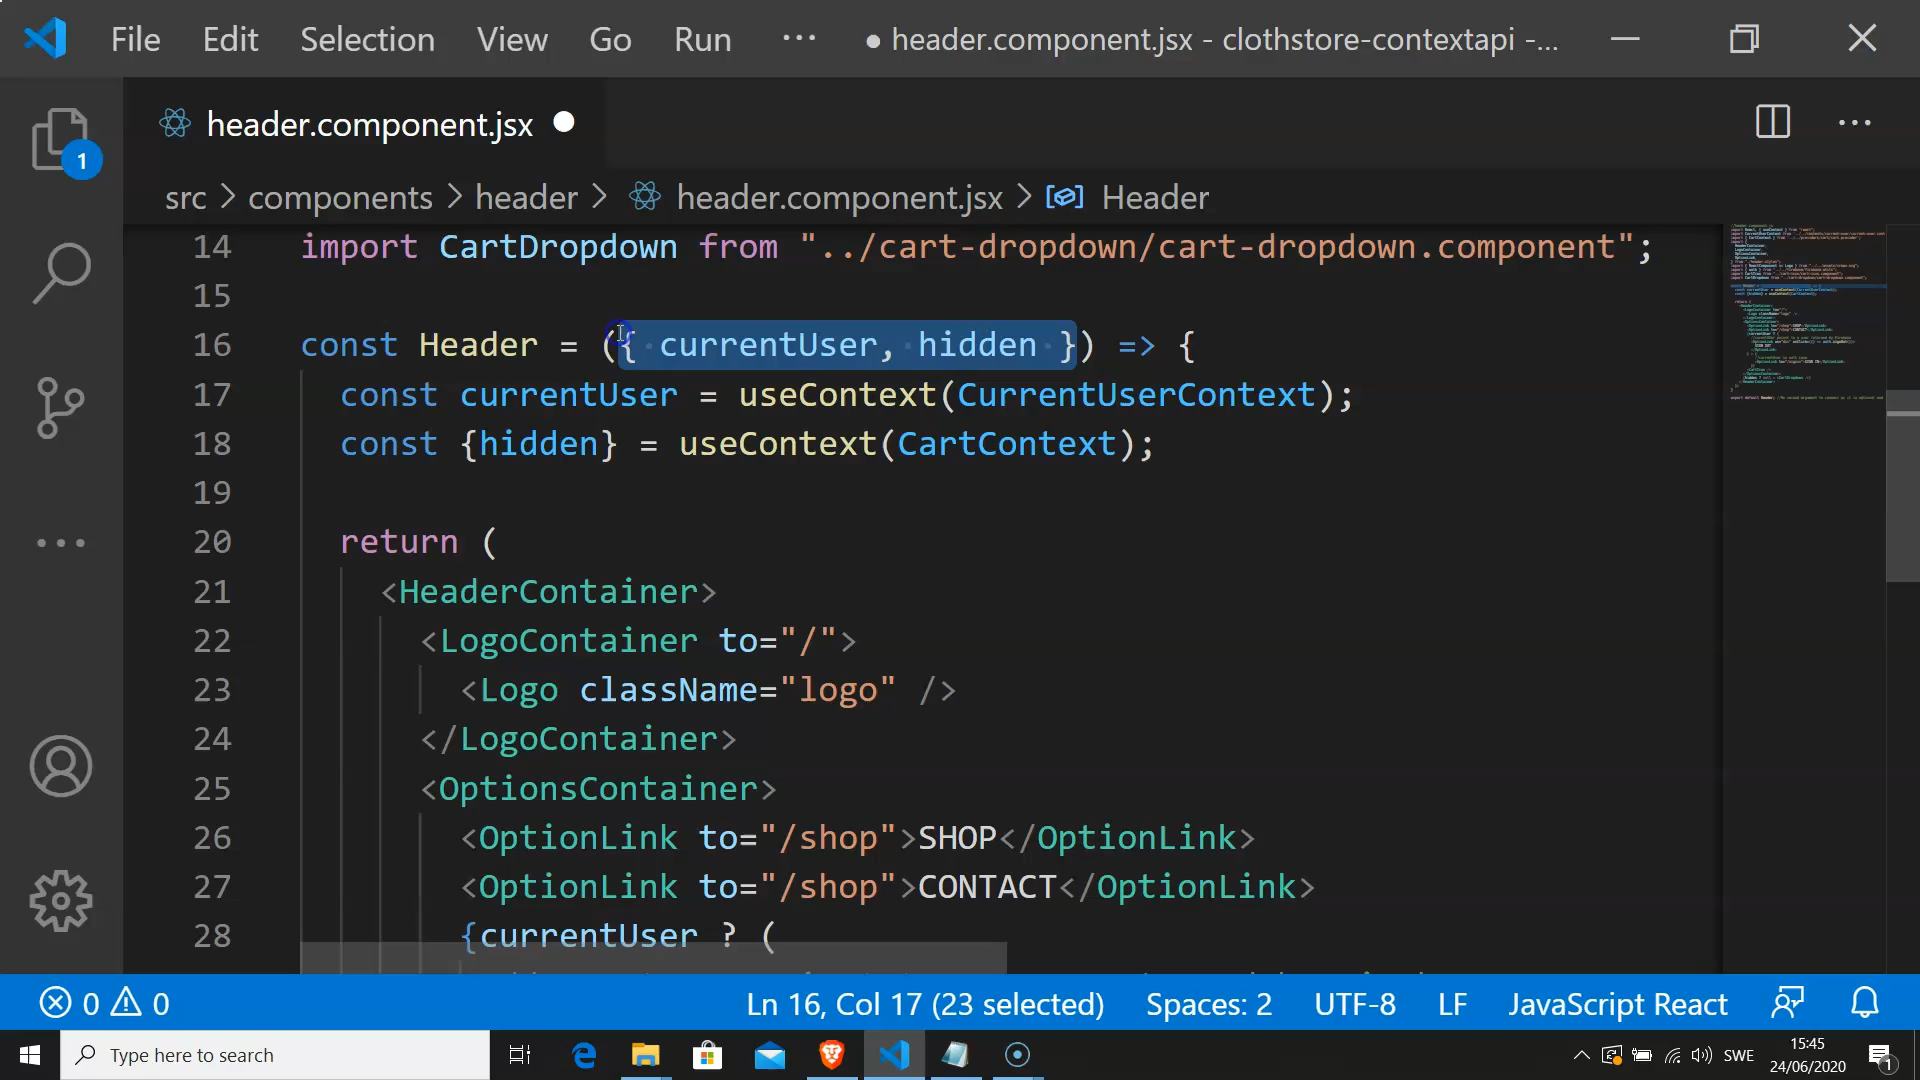 File Edit Selection View Go Run ··· ● header.component.jsx - clothstore-contextapi -...
header.component.jsx ●
1
src > components > header > header.component.jsx > Header
14 import CartDropdown from "../cart-dropdown/cart-dropdown.component";
15
16 const Header = ({ currentUser, hidden }) => {
17 const currentUser = useContext(CurrentUserContext);
18 const {hidden} = useContext(CartContext);
19
20 return (
21 <HeaderContainer>
22 <LogoContainer to="/">
23 <Logo className="logo" />
24 </LogoContainer>
25 <OptionsContainer>
26 <OptionLink to="/shop">SHOP</OptionLink>
27 <OptionLink to="/shop">CONTACT</OptionLink>
28 {currentUser ? (
0 0 Ln 16, Col 17 (23 selected) Spaces: 2 UTF-8 LF JavaScript React
Type here to search
SWE
15:45
24/06/2020
1